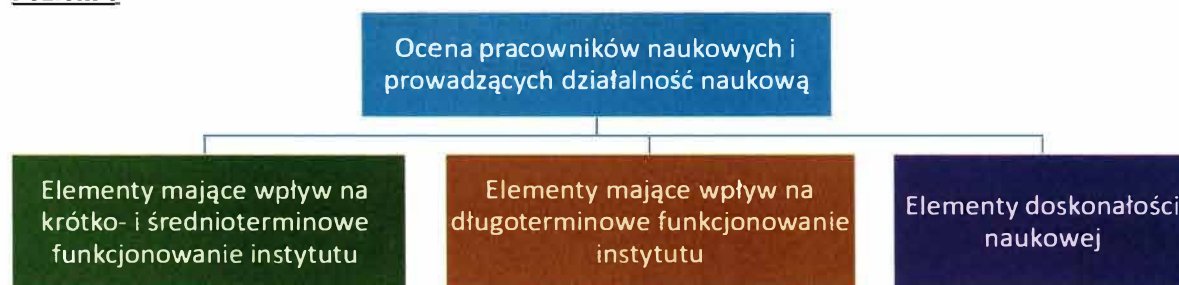 Ocena pracowników naukowych i
prowadzących działalność naukową
Elementy mające wpływ na
krótko- i średnioterminowe
funkcjonowanie instytutu
Elementy mające wpływ na
długoterminowe funkcjonowanie
instytutu
Elementy doskonałości
naukowej